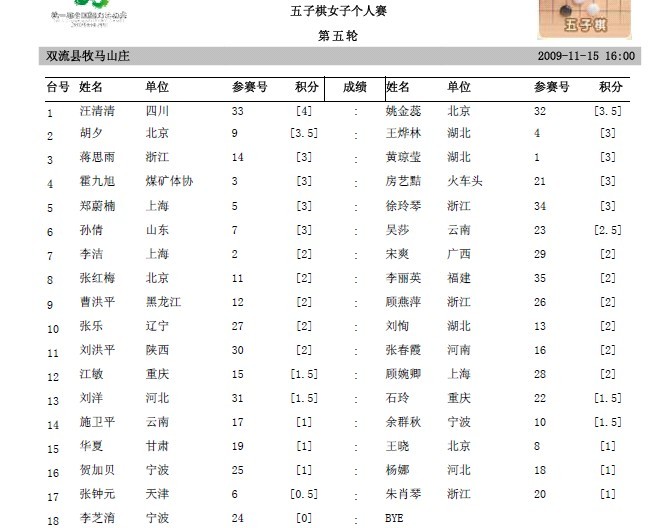 第一届全国智力运动会
五子棋女子个人赛
五子棋
第五轮
双流县牧马山庄 2009-11-15 16:00
台号 姓名 单位 参赛号 积分 成绩 姓名 单位 参赛号 积分
1 汪清清 四川 33 [4] : 姚金蕊 北京 32 [3.5]
2 胡夕 北京 9 [3.5] : 王烨林 湖北 4 [3]
3 蒋思雨 浙江 14 [3] : 黄琼莹 湖北 1 [3]
4 霍九旭 煤矿体协 3 [3] : 房艺黠 火车头 21 [3]
5 郑蔚楠 上海 5 [3] : 徐玲琴 浙江 34 [3]
6 孙倩 山东 7 [3] : 吴莎 云南 23 [2.5]
7 李洁 上海 2 [2] : 宋爽 广西 29 [2]
8 张红梅 北京 11 [2] : 李丽英 福建 35 [2]
9 曹洪平 黑龙江 12 [2] : 顾燕萍 浙江 26 [2]
10 张乐 辽宁 27 [2] : 刘恂 湖北 13 [2]
11 刘洪平 陕西 30 [2] : 张春霞 河南 16 [2]
12 江敏 重庆 15 [1.5] : 顾婉卿 上海 28 [2]
13 刘洋 河北 31 [1.5] : 石玲 重庆 22 [1.5]
14 施卫平 云南 17 [1] : 余群秋 宁波 10 [1.5]
15 华夏 甘肃 19 [1] : 王晓 北京 8 [1]
16 贺加贝 宁波 25 [1] : 杨娜 河北 18 [1]
17 张钟元 天津 6 [0.5] : 朱肖琴 浙江 20 [1]
18 李芝淯 宁波 24 [0] : BYE